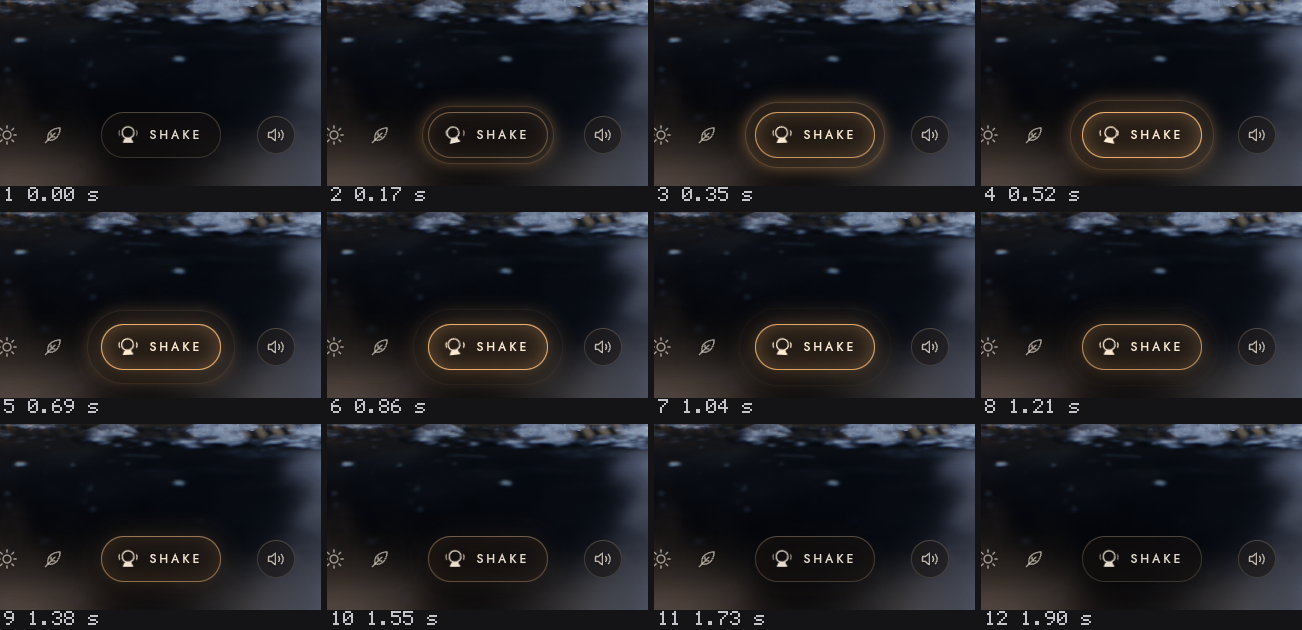 SHAKE SHAKE SHAKE SHAKE
1 0.00 s 2 0.17 s 3 0.35 s 4 0.52 s
SHAKE SHAKE SHAKE SHAKE
5 0.69 s 6 0.86 s 7 1.04 s 8 1.21 s
SHAKE SHAKE SHAKE SHAKE
9 1.38 s 10 1.55 s 11 1.73 s 12 1.90 s